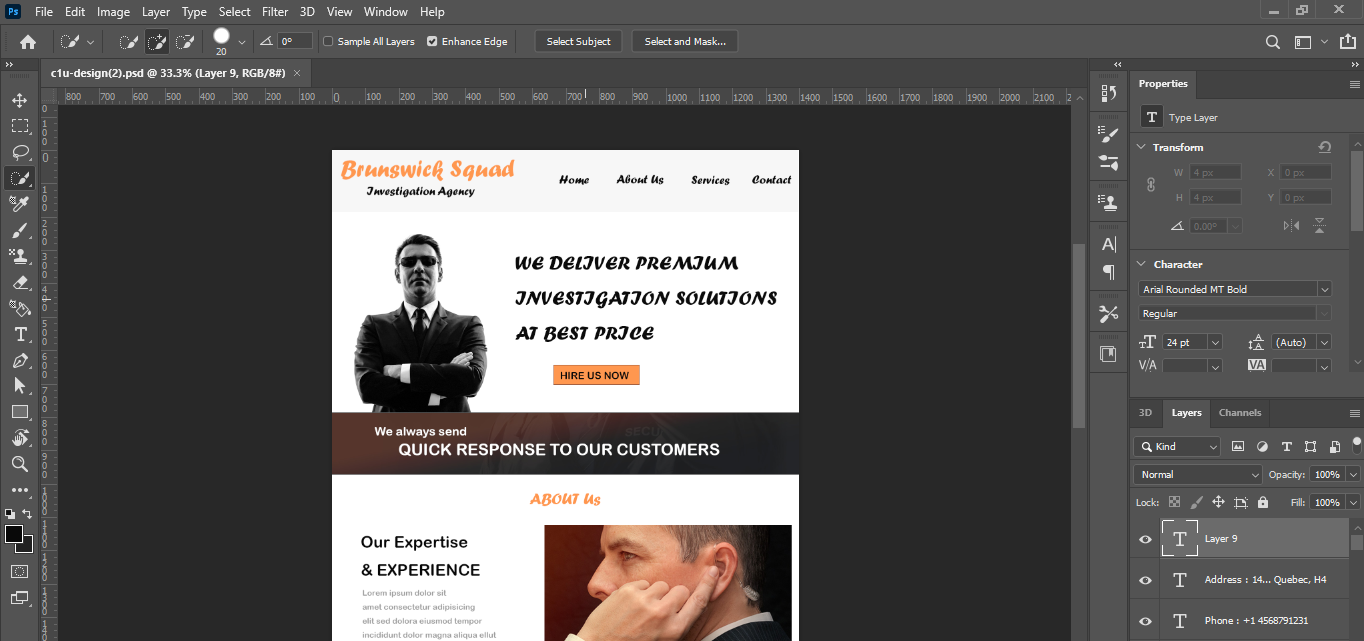 Ps File Edit Image Layer Type Select Filter 3D View Window Help
20 0° Sample All Layers Enhance Edge Select Subject Select and Mask...
c1u-design(2).psd @ 33.3% (Layer 9, RGB/8#) ×
800 700 600 500 400 300 200 100 0 100 200 300 400 500 600 700 800 900 1000 1100 1200 1300 1400 1500 1600 1700 1800 1900 2000 2100
Brunswick Squad
Investigation Agency
Home About Us Services Contact
WE DELIVER PREMIUM
INVESTIGATION SOLUTIONS
AT BEST PRICE
HIRE US NOW
We always send
QUICK RESPONSE TO OUR CUSTOMERS
ABOUT Us
Our Expertise
& EXPERIENCE
Lorem ipsum dolor sit
amet consectetur adipisicing
elit sed dolora eiusmod tempor
incididunt dolor magna aliqua ellut
Properties
Type Layer
Transform
W 4 px X 0 px
H 4 px Y 0 px
0.00°
Character
Arial Rounded MT Bold
Regular
24 pt (Auto)
3D Layers Channels
Kind
Normal Opacity: 100%
Lock: Fill: 100%
Layer 9
Address : 14... Quebec, H4
Phone : +1 4568791231